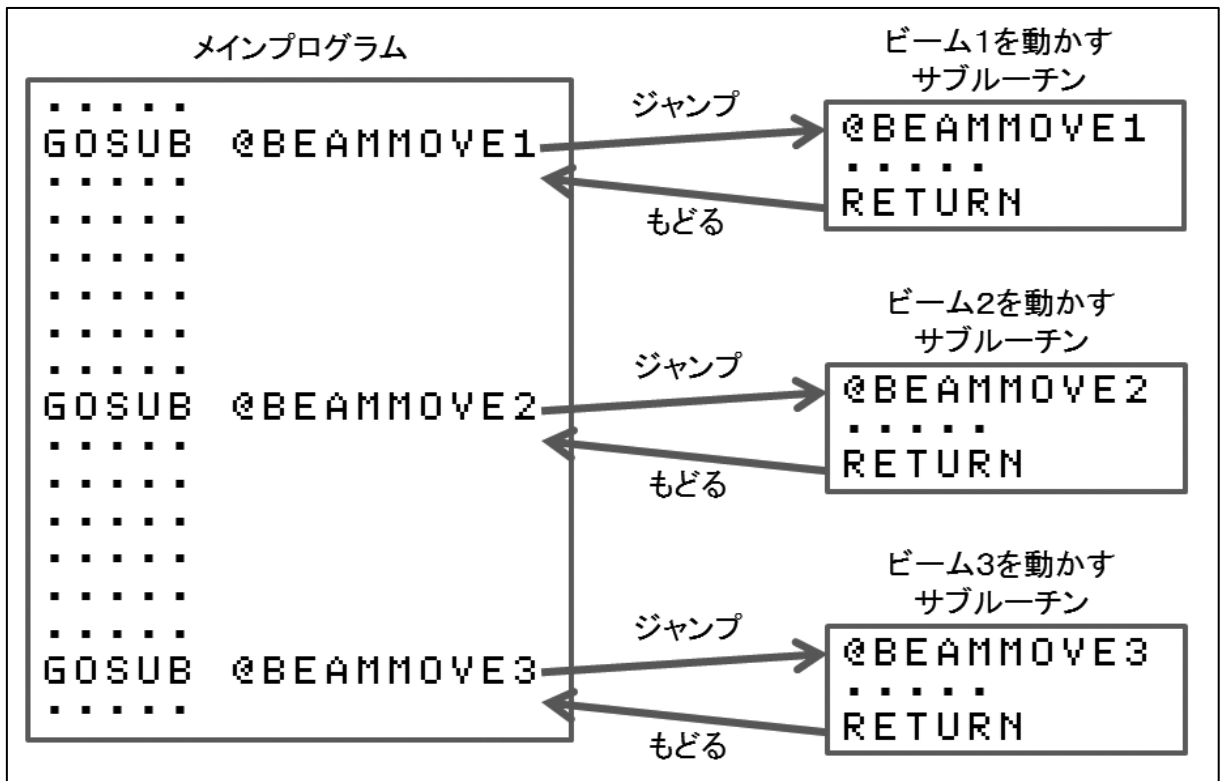 メインプログラム
.....
GOSUB @BEAMMOVE1
.....
.....
.....
.....
.....
.....
GOSUB @BEAMMOVE2
.....
.....
.....
.....
.....
.....
GOSUB @BEAMMOVE3
.....
ジャンプ
もどる
ビーム1を動かす
サブルーチン
@BEAMMOVE1
.....
RETURN
ジャンプ
もどる
ビーム2を動かす
サブルーチン
@BEAMMOVE2
.....
RETURN
ジャンプ
もどる
ビーム3を動かす
サブルーチン
@BEAMMOVE3
.....
RETURN